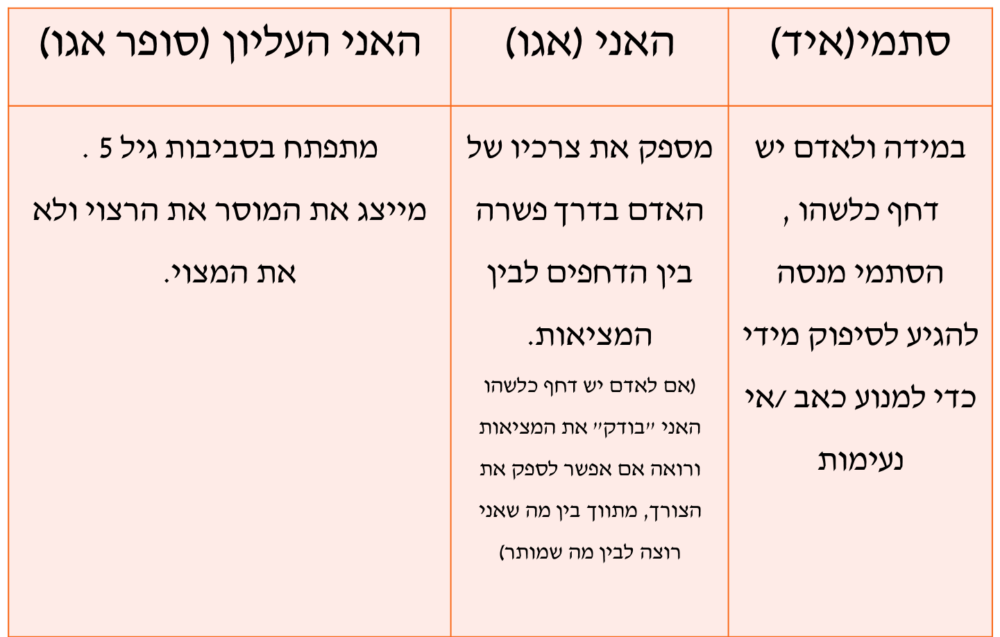 סתמי(איד)
האני (אגו)
האני העליון (סופר אגו)
במידה ולאדם יש
דחף כלשהו ,
הסתמי מנסה
להגיע לסיפוק מידי
כדי למנוע כאב /אי
נעימות
מספק את צרכיו של
האדם בדרך פשרה
בין הדחפים לבין
המציאות.
(אם לאדם יש דחף כלשהו
האני "בודק" את המציאות
ורואה אם אפשר לספק את
הצורך, מתווך בין מה שאני
רוצה לבין מה שמותר)
מתפתח בסביבות גיל 5 .
מייצג את המוסר את הרצוי ולא
את המצוי.